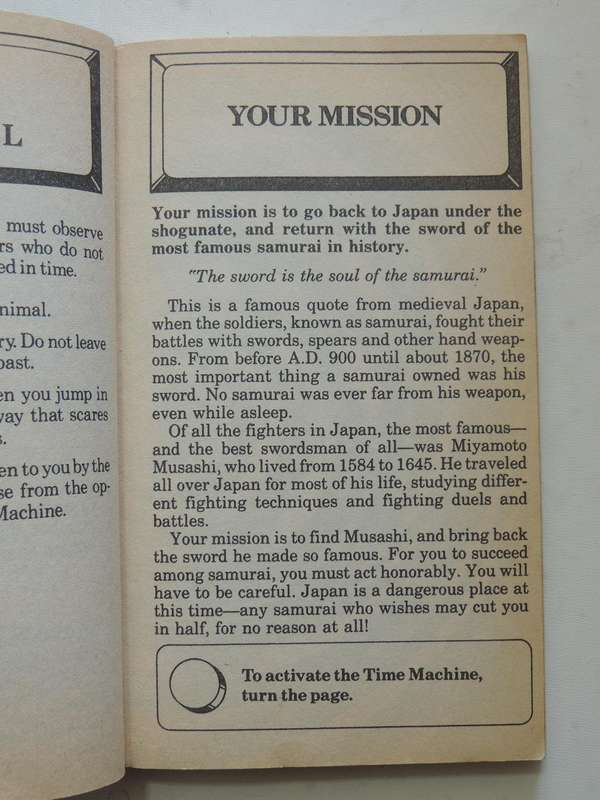 L
must observe
rs who do not
ed in time.
nimal.
ry. Do not leave
past.
en you jump in
vay that scares
s.
en to you by the
se from the op-
Machine.
YOUR MISSION
Your mission is to go back to Japan under the
shogunate, and return with the sword of the
most famous samurai in history.
"The sword is the soul of the samurai."
This is a famous quote from medieval Japan,
when the soldiers, known as samurai, fought their
battles with swords, spears and other hand weap-
ons. From before A.D. 900 until about 1870, the
most important thing a samurai owned was his
sword. No samurai was ever far from his weapon,
even while asleep.
Of all the fighters in Japan, the most famous—
and the best swordsman of all—was Miyamoto
Musashi, who lived from 1584 to 1645. He traveled
all over Japan for most of his life, studying differ-
ent fighting techniques and fighting duels and
battles.
Your mission is to find Musashi, and bring back
the sword he made so famous. For you to succeed
among samurai, you must act honorably. You will
have to be careful. Japan is a dangerous place at
this time—any samurai who wishes may cut you
in half, for no reason at all!
To activate the Time Machine,
turn the page.